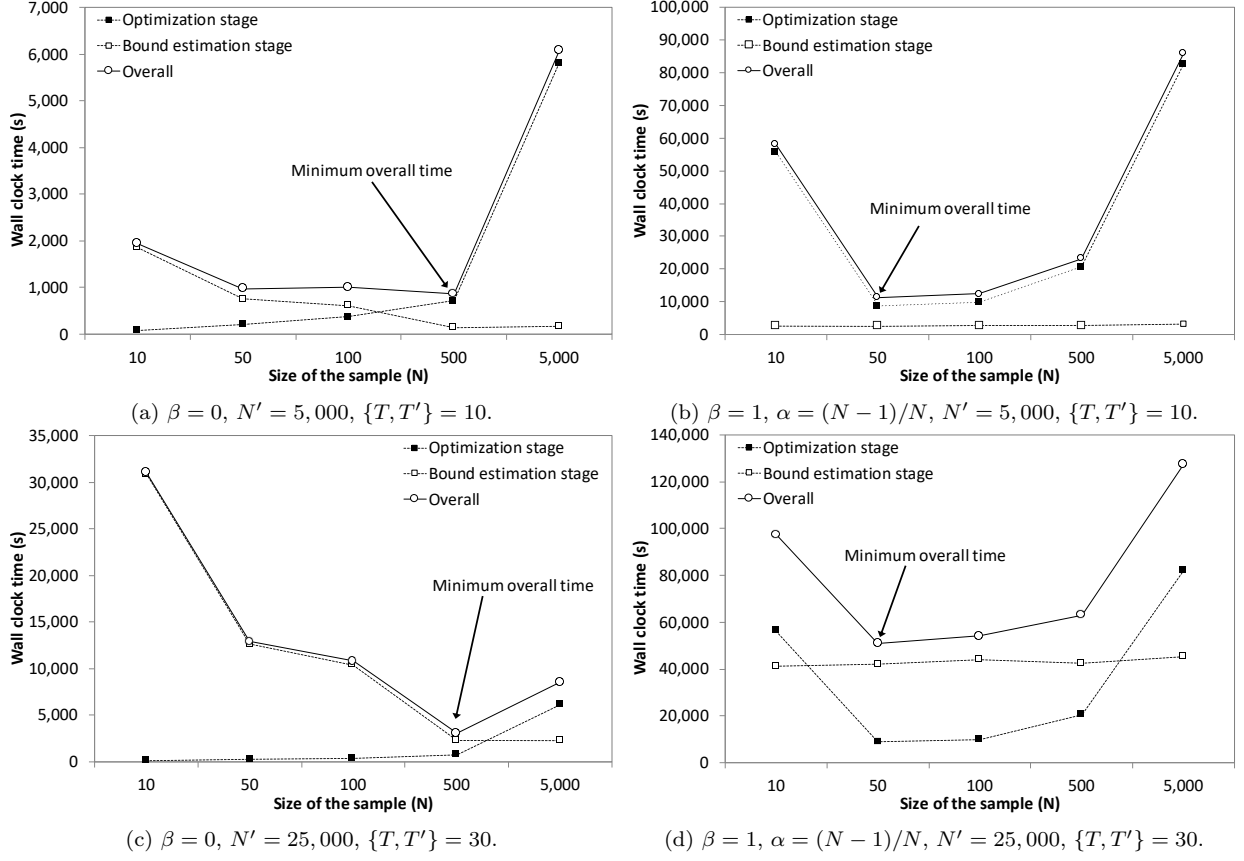 7,000
6,000
5,000
4,000
3,000
2,000
1,000
0
Wall clock time (s)
Optimization stage
Bound estimation stage
Overall
Minimum overall time
10 50 100 500 5,000
Size of the sample (N)
(a) β = 0, N′ = 5,000, {T, T′} = 10.
100,000
90,000
80,000
70,000
60,000
50,000
40,000
30,000
20,000
10,000
0
Wall clock time (s)
Optimization stage
Bound estimation stage
Overall
Minimum overall time
10 50 100 500 5,000
Size of the sample (N)
(b) β = 1, α = (N − 1)/N, N′ = 5,000, {T, T′} = 10.
35,000
30,000
25,000
20,000
15,000
10,000
5,000
0
Wall clock time (s)
Optimization stage
Bound estimation stage
Overall
Minimum overall time
10 50 100 500 5,000
Size of the sample (N)
(c) β = 0, N′ = 25,000, {T, T′} = 30.
140,000
120,000
100,000
80,000
60,000
40,000
20,000
0
Wall clock time (s)
Optimization stage
Bound estimation stage
Overall
Minimum overall time
10 50 100 500 5,000
Size of the sample (N)
(d) β = 1, α = (N − 1)/N, N′ = 25,000, {T, T′} = 30.